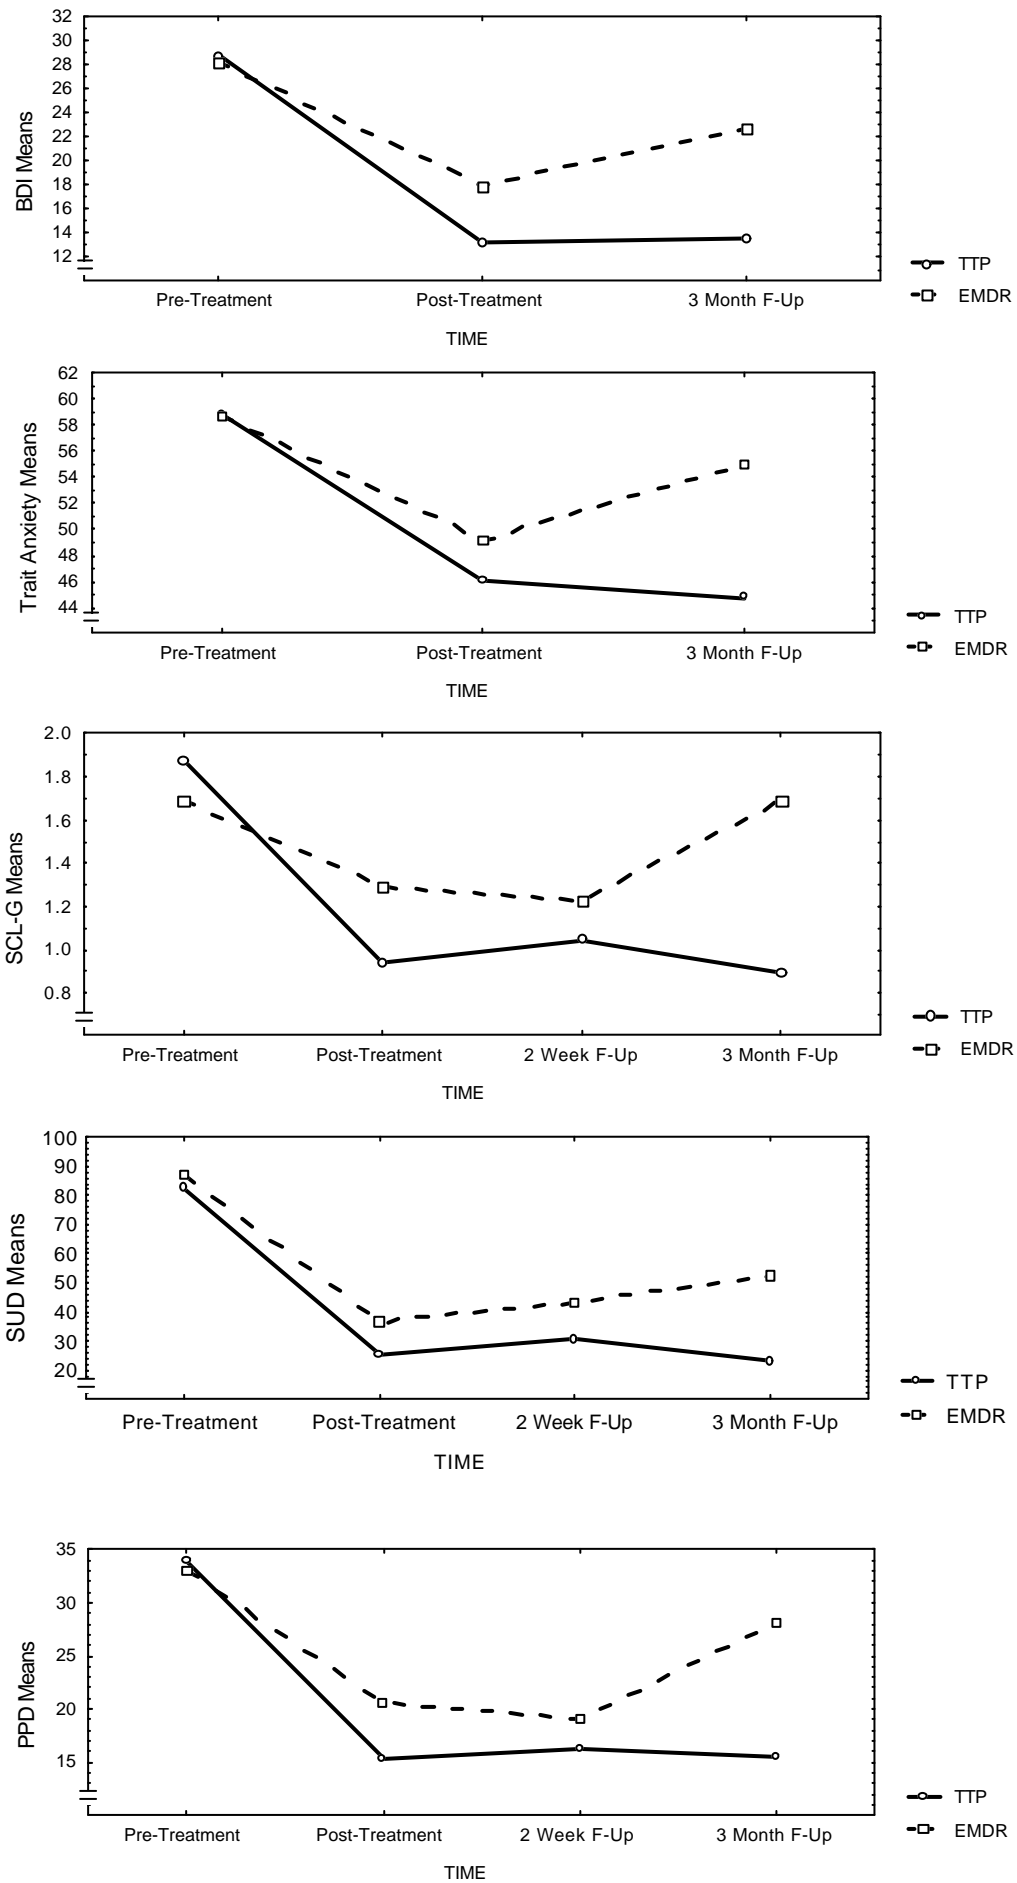 32
30
28
26
24
22
20
18
16
14
12
BDI Means
Pre-Treatment Post-Treatment 3 Month F-Up
TIME
TTP
EMDR
62
60
58
56
54
52
50
48
46
44
Trait Anxiety Means
Pre-Treatment Post-Treatment 3 Month F-Up
TIME
TTP
EMDR
2.0
1.8
1.6
1.4
1.2
1.0
0.8
SCL-G Means
Pre-Treatment Post-Treatment 2 Week F-Up 3 Month F-Up
TIME
TTP
EMDR
100
90
80
70
60
50
40
30
20
SUD Means
Pre-Treatment Post-Treatment 2 Week F-Up 3 Month F-Up
TIME
TTP
EMDR
35
30
25
20
15
PPD Means
Pre-Treatment Post-Treatment 2 Week F-Up 3 Month F-Up
TIME
TTP
EMDR